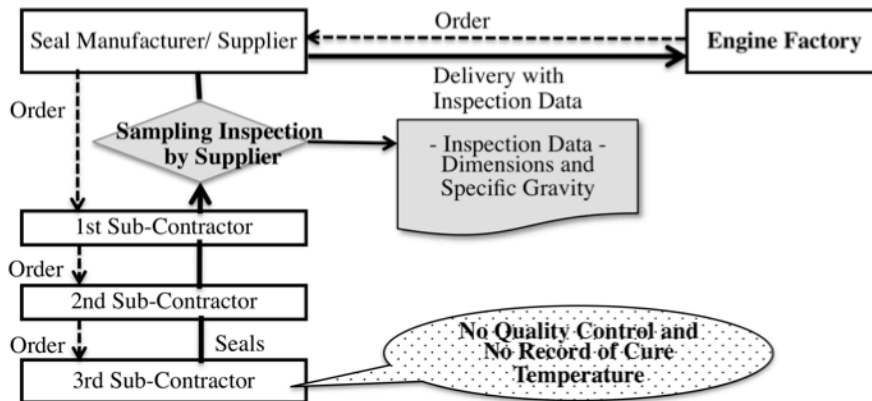 Order
Seal Manufacturer/ Supplier
Engine Factory
Delivery with
Inspection Data
Order
Sampling Inspection
by Supplier
- Inspection Data -
Dimensions and
Specific Gravity
1st Sub-Contractor
Order
2nd Sub-Contractor
Order
Seals
No Quality Control and
No Record of Cure
Temperature
3rd Sub-Contractor